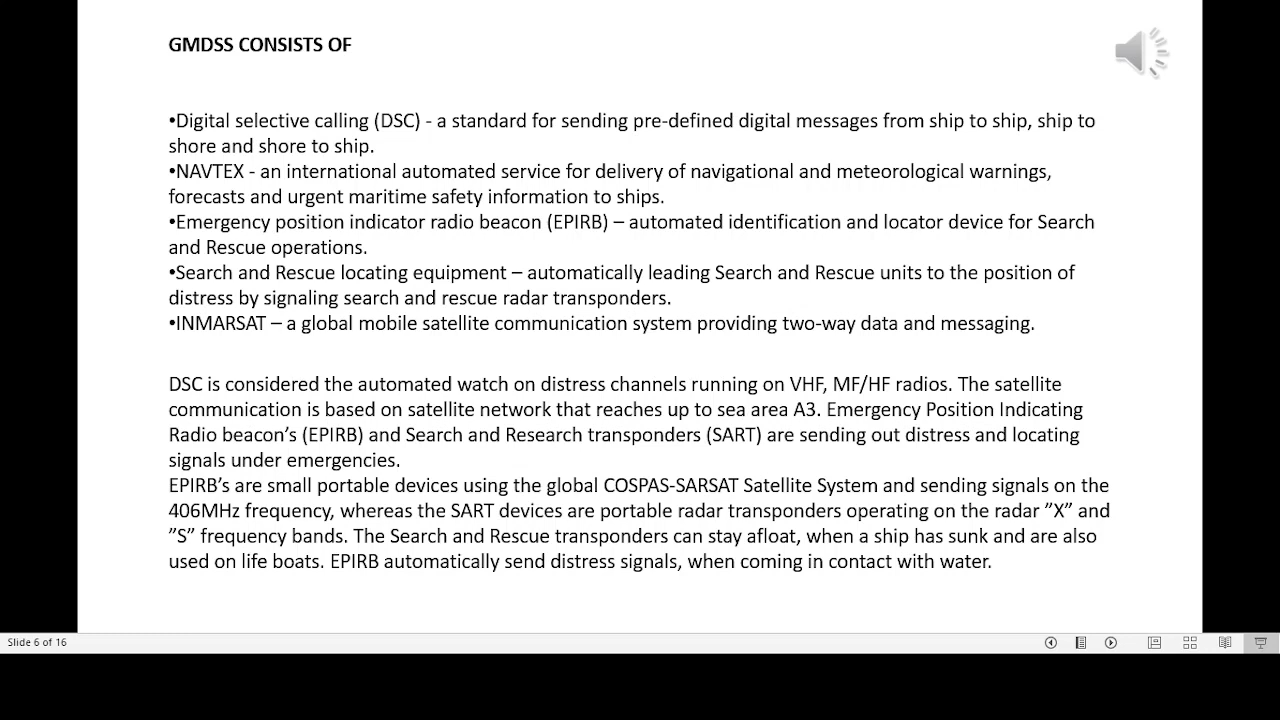 GMDSS CONSISTS OF
•Digital selective calling (DSC) - a standard for sending pre-defined digital messages from ship to ship, ship to
shore and shore to ship.
•NAVTEX - an international automated service for delivery of navigational and meteorological warnings,
forecasts and urgent maritime safety information to ships.
•Emergency position indicator radio beacon (EPIRB) – automated identification and locator device for Search
and Rescue operations.
•Search and Rescue locating equipment – automatically leading Search and Rescue units to the position of
distress by signaling search and rescue radar transponders.
•INMARSAT – a global mobile satellite communication system providing two-way data and messaging.
DSC is considered the automated watch on distress channels running on VHF, MF/HF radios. The satellite
communication is based on satellite network that reaches up to sea area A3. Emergency Position Indicating
Radio beacon’s (EPIRB) and Search and Research transponders (SART) are sending out distress and locating
signals under emergencies.
EPIRB’s are small portable devices using the global COSPAS-SARSAT Satellite System and sending signals on the
406MHz frequency, whereas the SART devices are portable radar transponders operating on the radar ”X” and
”S” frequency bands. The Search and Rescue transponders can stay afloat, when a ship has sunk and are also
used on life boats. EPIRB automatically send distress signals, when coming in contact with water.
Slide 6 of 16